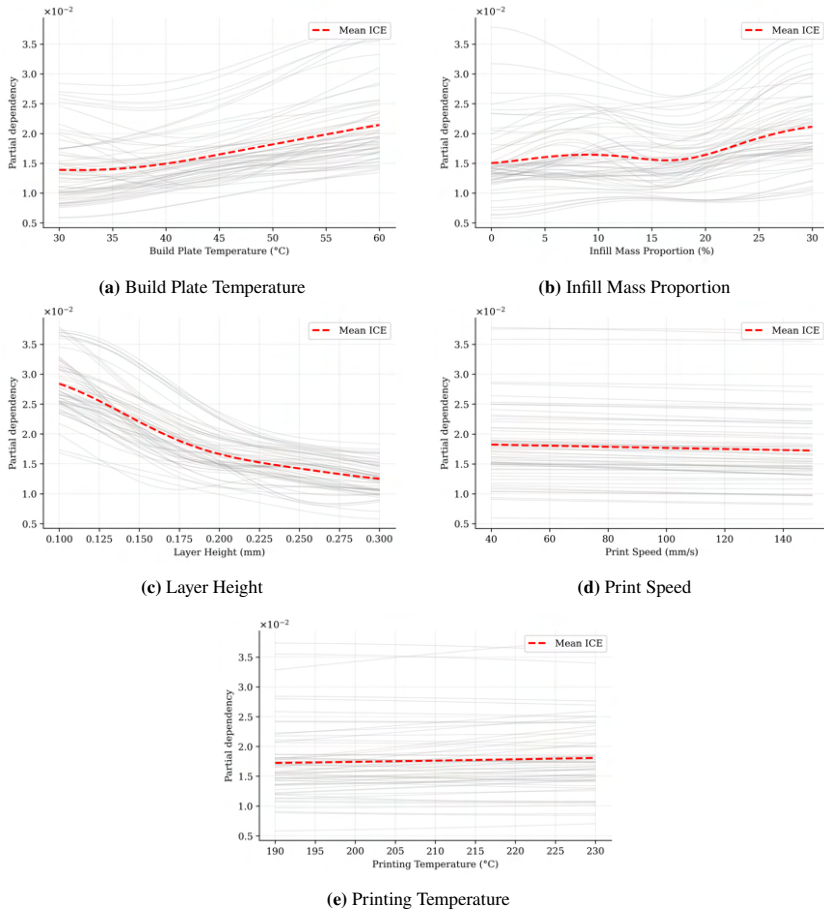 ×10⁻²
Mean ICE
3.5
3.0
2.5
2.0
1.5
1.0
0.5
Partial dependency
30 35 40 45 50 55 60
Build Plate Temperature (°C)
(a) Build Plate Temperature
×10⁻²
Mean ICE
3.5
3.0
2.5
2.0
1.5
1.0
0.5
Partial dependency
0 5 10 15 20 25 30
Infill Mass Proportion (%)
(b) Infill Mass Proportion
×10⁻²
Mean ICE
3.5
3.0
2.5
2.0
1.5
1.0
0.5
Partial dependency
0.100 0.125 0.150 0.175 0.200 0.225 0.250 0.275 0.300
Layer Height (mm)
(c) Layer Height
×10⁻²
Mean ICE
3.5
3.0
2.5
2.0
1.5
1.0
0.5
Partial dependency
40 60 80 100 120 140
Print Speed (mm/s)
(d) Print Speed
×10⁻²
Mean ICE
3.5
3.0
2.5
2.0
1.5
1.0
0.5
Partial dependency
190 195 200 205 210 215 220 225 230
Printing Temperature (°C)
(e) Printing Temperature